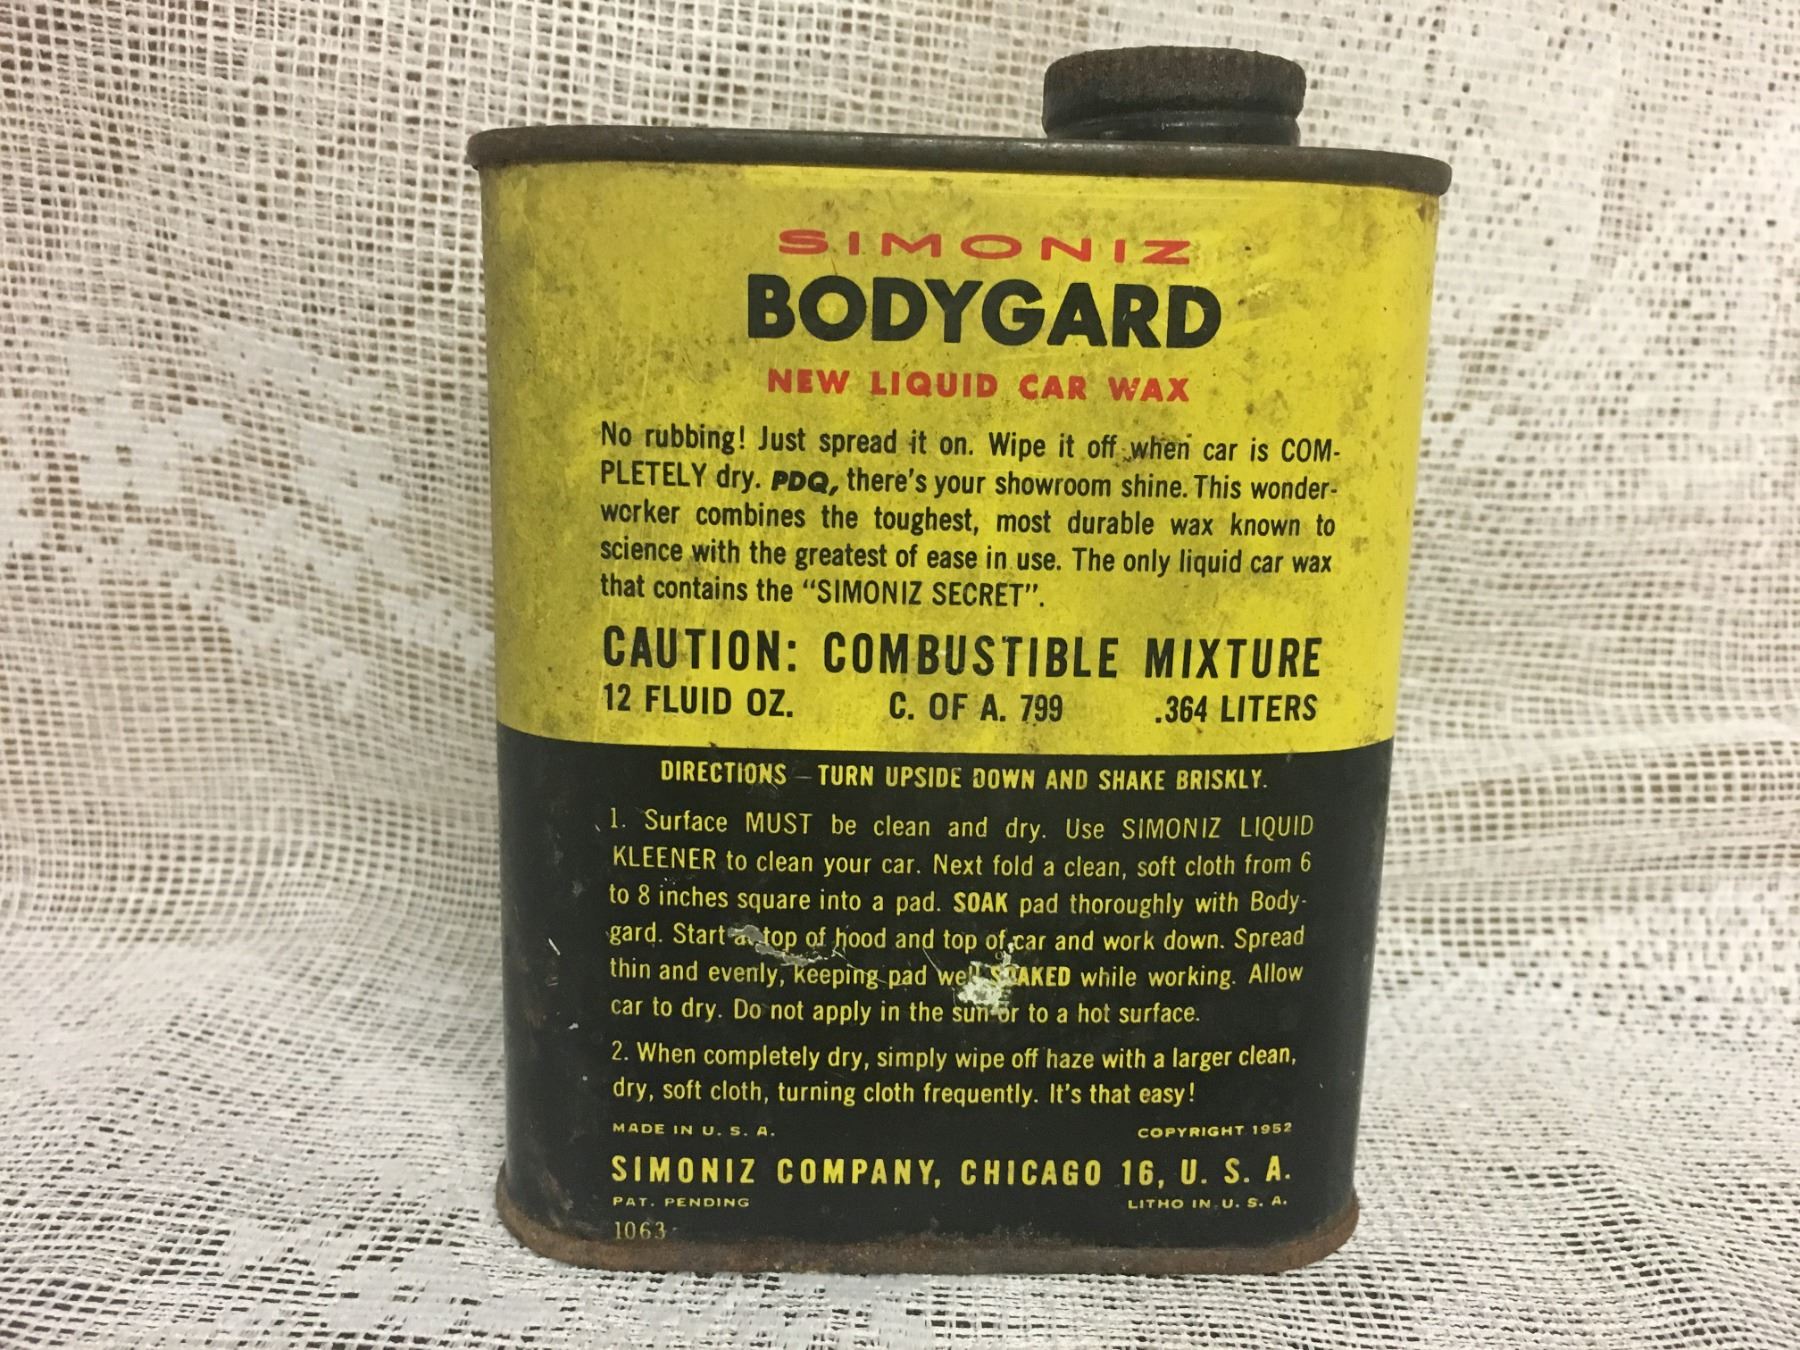 SIMONIZ
BODYGARD
NEW LIQUID CAR WAX
No rubbing! Just spread it on. Wipe it off when car is COM-
PLETELY dry. PDQ, there's your showroom shine. This wonder-
worker combines the toughest, most durable wax known to
science with the greatest of ease in use. The only liquid car wax
that contains the “SIMONIZ SECRET”.
CAUTION: COMBUSTIBLE MIXTURE
12 FLUID OZ. C. OF A. 799 .364 LITERS
DIRECTIONS — TURN UPSIDE DOWN AND SHAKE BRISKLY.
1. Surface MUST be clean and dry. Use SIMONIZ LIQUID
KLEENER to clean your car. Next fold a clean, soft cloth from 6
to 8 inches square into a pad. SOAK pad thoroughly with Body-
gard. Start at top of hood and top of car and work down. Spread
thin and evenly, keeping pad well SOAKED while working. Allow
car to dry. Do not apply in the sun or to a hot surface.
2. When completely dry, simply wipe off haze with a larger clean,
dry, soft cloth, turning cloth frequently. It's that easy!
MADE IN U. S. A. COPYRIGHT 1952
SIMONIZ COMPANY, CHICAGO 16, U. S. A.
PAT. PENDING LITHO IN U. S. A.
1063